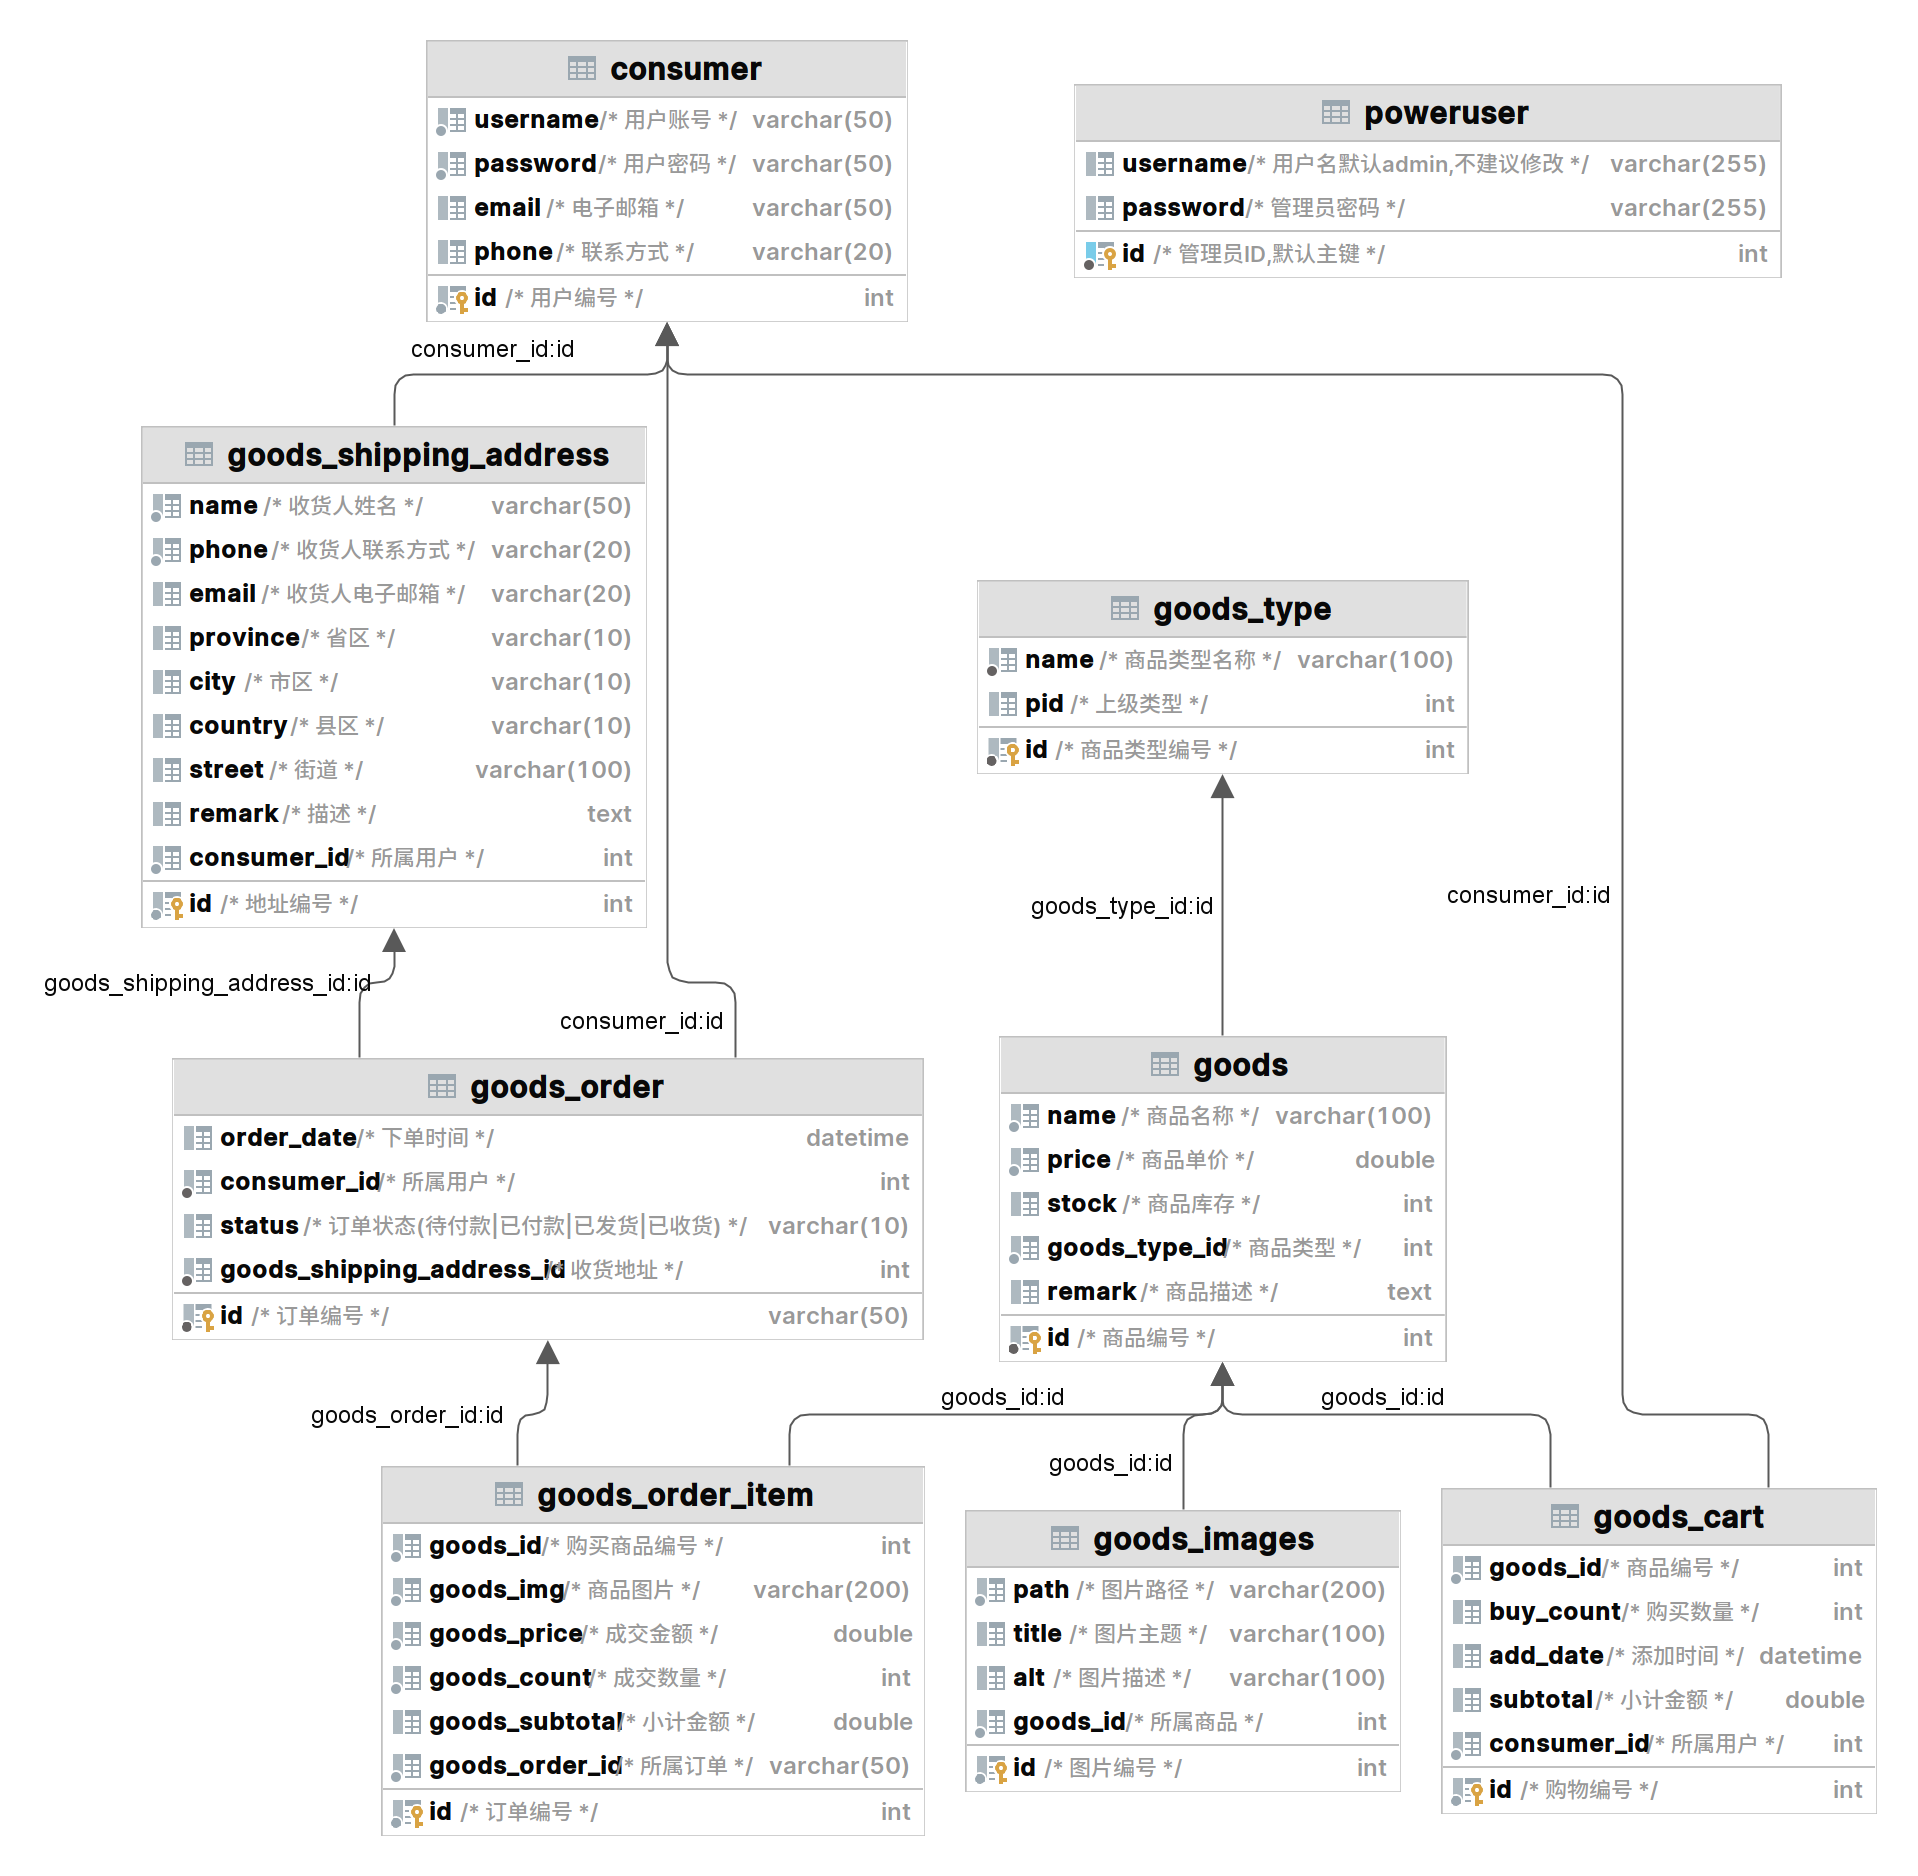 consumer
username/* 用户账号 */ varchar(50)
password/* 用户密码 */ varchar(50)
email /* 电子邮箱 */ varchar(50)
phone /* 联系方式 */ varchar(20)
id /* 用户编号 */ int
poweruser
username/* 用户名默认admin,不建议修改 */ varchar(255)
password/* 管理员密码 */ varchar(255)
id /* 管理员ID,默认主键 */ int
consumer_id:id
goods_shipping_address
name /* 收货人姓名 */ varchar(50)
phone /* 收货人联系方式 */ varchar(20)
email /* 收货人电子邮箱 */ varchar(20)
province /* 省区 */ varchar(10)
city /* 市区 */ varchar(10)
country /* 县区 */ varchar(10)
street /* 街道 */ varchar(100)
remark /* 描述 */ text
consumer_id/* 所属用户 */ int
id /* 地址编号 */ int
goods_type
name /* 商品类型名称 */ varchar(100)
pid /* 上级类型 */ int
id /* 商品类型编号 */ int
goods_type_id:id
consumer_id:id
goods_shipping_address_id:id
consumer_id:id
goods_order
order_date/* 下单时间 */ datetime
consumer_id/* 所属用户 */ int
status /* 订单状态(待付款|已付款|已发货|已收货) */ varchar(10)
goods_shipping_address_id/* 收货地址 */ int
id /* 订单编号 */ varchar(50)
goods
name /* 商品名称 */ varchar(100)
price /* 商品单价 */ double
stock /* 商品库存 */ int
goods_type_id/* 商品类型 */ int
remark /* 商品描述 */ text
id /* 商品编号 */ int
goods_order_id:id
goods_id:id
goods_id:id
goods_id:id
goods_order_item
goods_id/* 购买商品编号 */ int
goods_img/* 商品图片 */ varchar(200)
goods_price/* 成交金额 */ double
goods_count/* 成交数量 */ int
goods_subtotal/* 小计金额 */ double
goods_order_id/* 所属订单 */ varchar(50)
id /* 订单编号 */ int
goods_images
path /* 图片路径 */ varchar(200)
title /* 图片主题 */ varchar(100)
alt /* 图片描述 */ varchar(100)
goods_id/* 所属商品 */ int
id /* 图片编号 */ int
goods_cart
goods_id/* 商品编号 */ int
buy_count/* 购买数量 */ int
add_date/* 添加时间 */ datetime
subtotal/* 小计金额 */ double
consumer_id/* 所属用户 */ int
id /* 购物编号 */ int